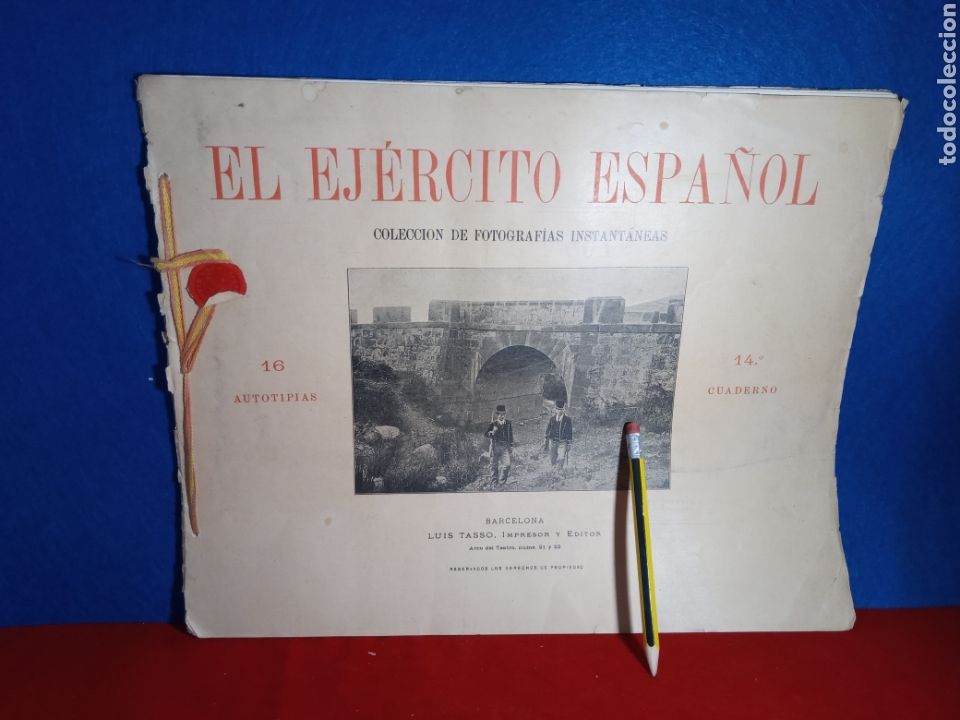 EL EJÉRCITO ESPAÑOL
COLECCION DE FOTOGRAFÍAS INSTANTÁNEAS
16
AUTOTIPIAS
14.º
CUADERNO
BARCELONA
LUIS TASSO, IMPRESOR Y EDITOR
Arco del Teatro, núms. 21 y 23
RESERVADOS LOS DERECHOS DE PROPIEDAD
todocoleccion